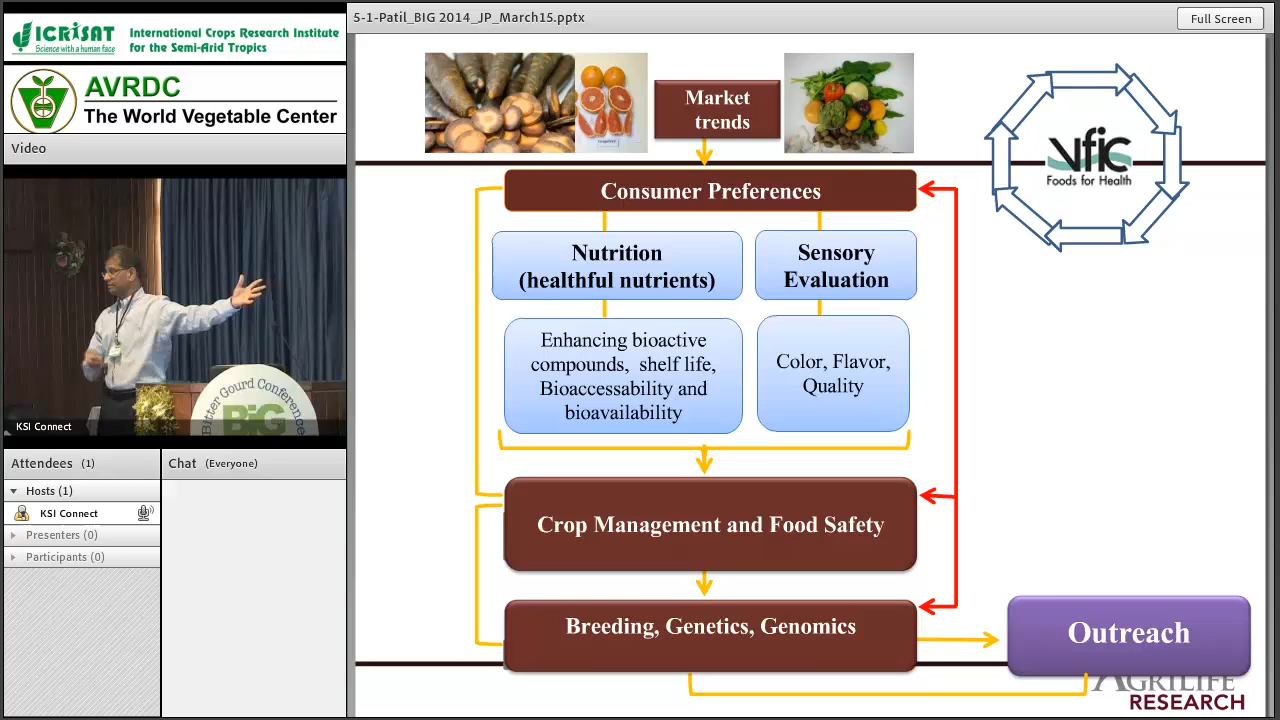 ICRISAT
Science with a human face
International Crops Research Institute
for the Semi-Arid Tropics
AVRDC
The World Vegetable Center
Video
KSI Connect
Bitter Gourd Conference
BiG
Attendees (1)
Hosts (1)
KSI Connect
Presenters (0)
Participants (0)
Chat (Everyone)
5-1-Patil_BIG 2014_JP_March15.pptx
Full Screen
Market
trends
vfic
Foods for Health
Consumer Preferences
Nutrition
(healthful nutrients)
Sensory
Evaluation
Enhancing bioactive
compounds, shelf life,
Bioaccessability and
bioavailability
Color, Flavor,
Quality
Crop Management and Food Safety
Breeding, Genetics, Genomics
Outreach
AGRILIFE
RESEARCH